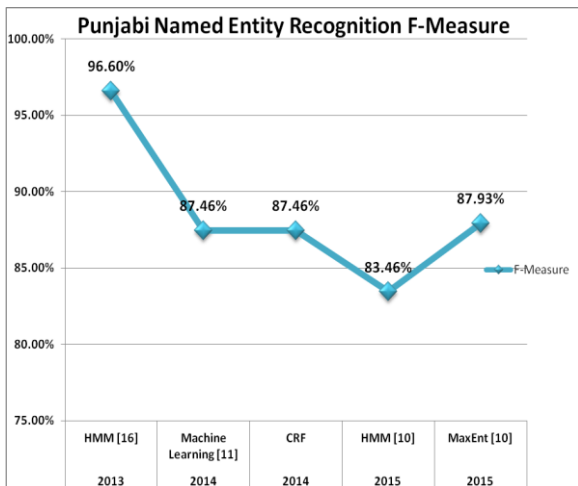 Punjabi Named Entity Recognition F-Measure
100.00%
96.60%
95.00%
90.00%
87.46%
87.46%
87.93%
85.00%
83.46%
F-Measure
80.00%
75.00%
HMM [16]
Machine
Learning [11]
CRF
HMM [10]
MaxEnt [10]
2013
2014
2014
2015
2015